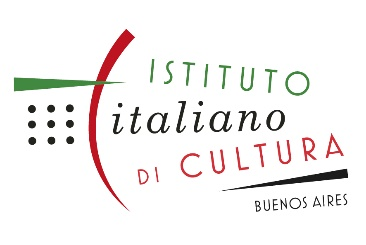 ISTITUTO
italiano
DI CULTURA
BUENOS AIRES